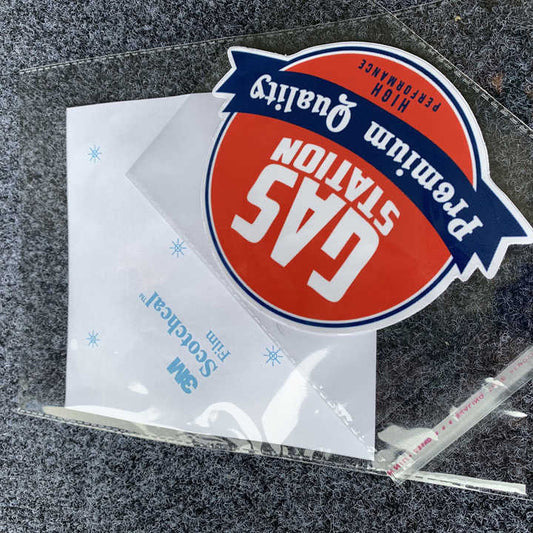 GAS
STATION
Premium Quality
HIGH
PERFORMANCE
3M
Scotchcal™
Film